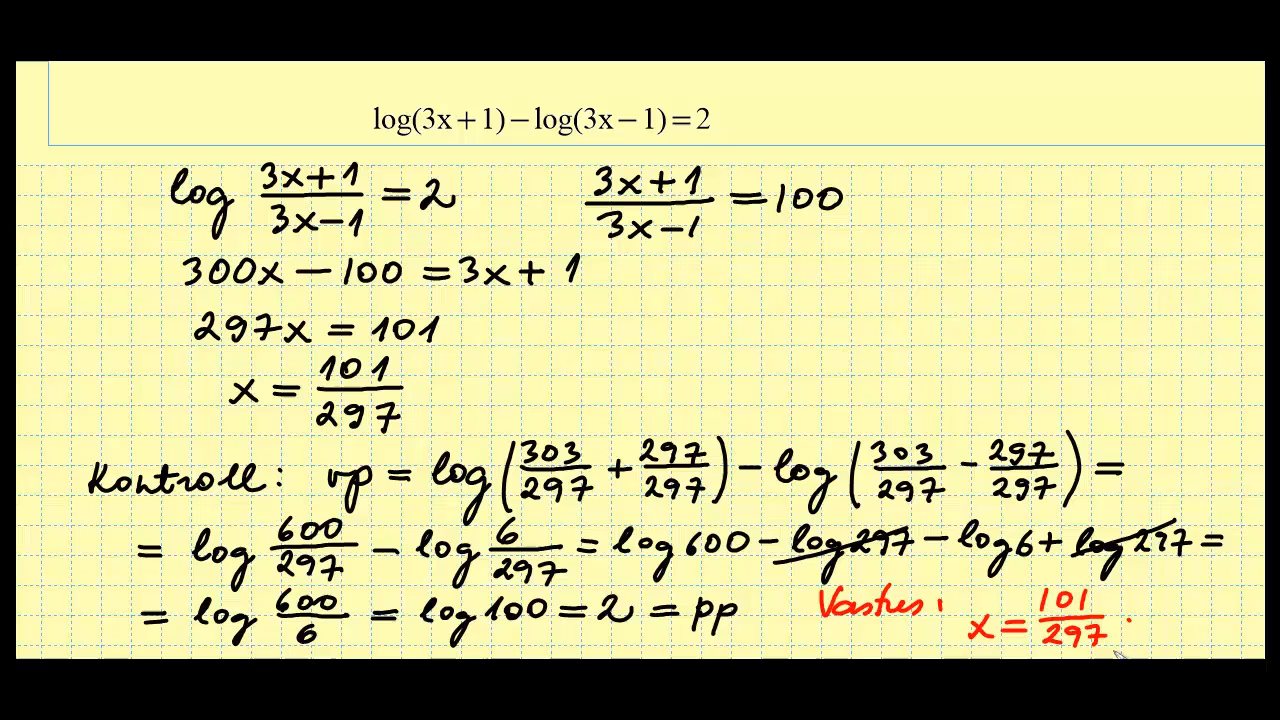 log(3x + 1) − log(3x − 1) = 2
log (3x+1)/(3x−1) = 2    (3x+1)/(3x−1) = 100
300x − 100 = 3x + 1
297x = 101
x = 101/297
Kontroll: vp = log(303/297 + 297/297) − log(303/297 − 297/297) =
= log 600/297 − log 6/297 = log 600 − log 297 − log 6 + log 297 =
= log 600/6 = log 100 = 2 = pp    Vastus: x = 101/297.